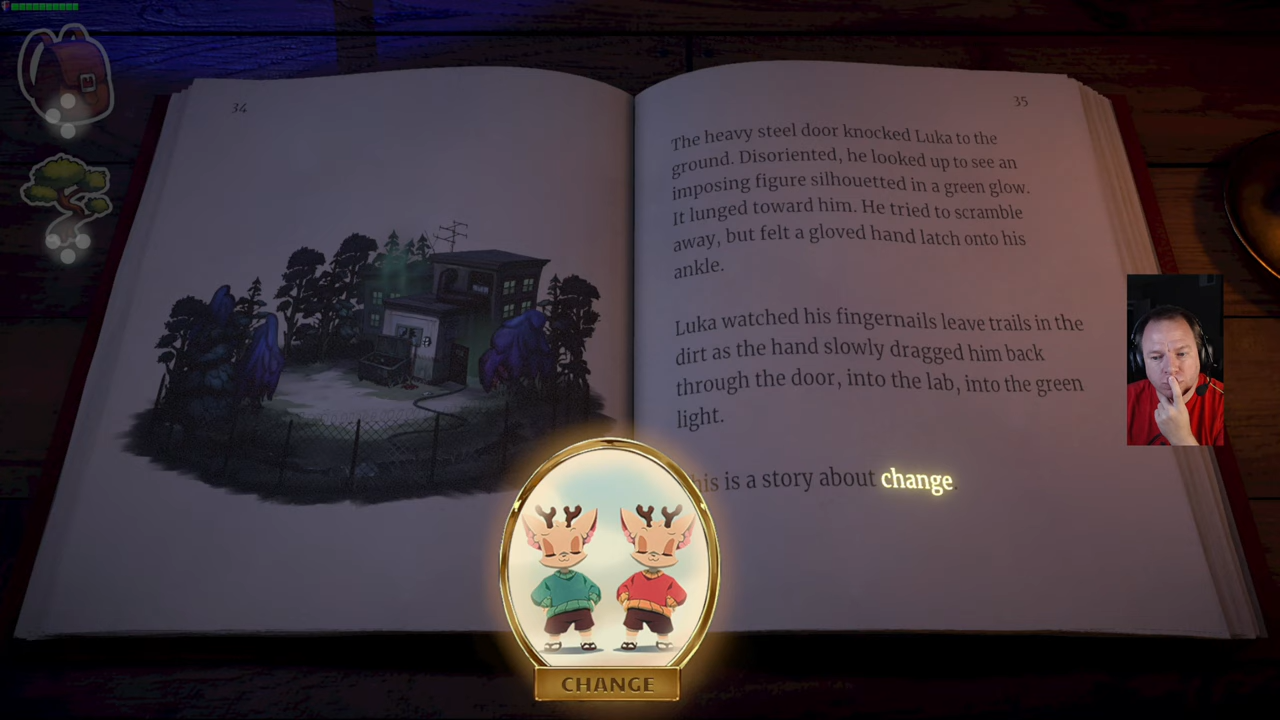 34
35
The heavy steel door knocked Luka to the
ground. Disoriented, he looked up to see an
imposing figure silhouetted in a green glow.
It lunged toward him. He tried to scramble
away, but felt a gloved hand latch onto his
ankle.
Luka watched his fingernails leave trails in the
dirt as the hand slowly dragged him back
through the door, into the lab, into the green
light.
his is a story about change.
CHANGE